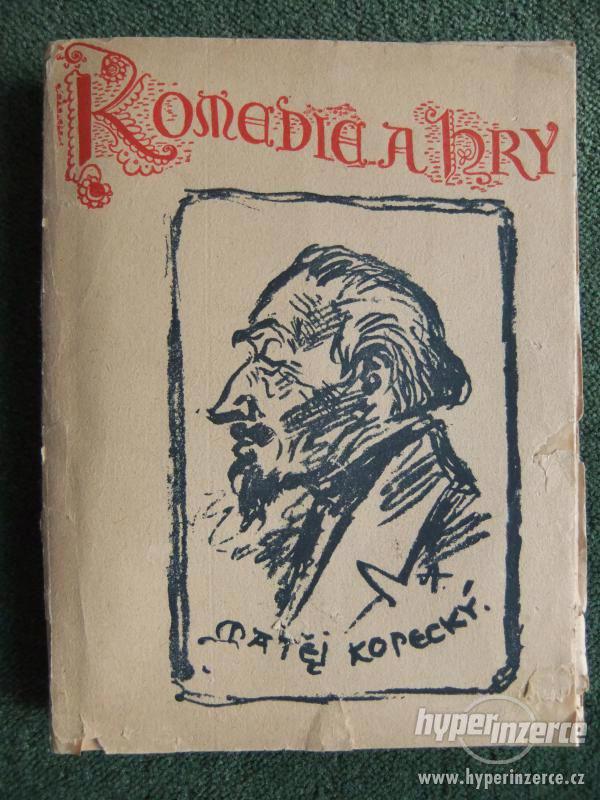 KOMEDIE A HRY
MATĚJ KOPECKÝ.
hyperinzerce
www.hyperinzerce.cz